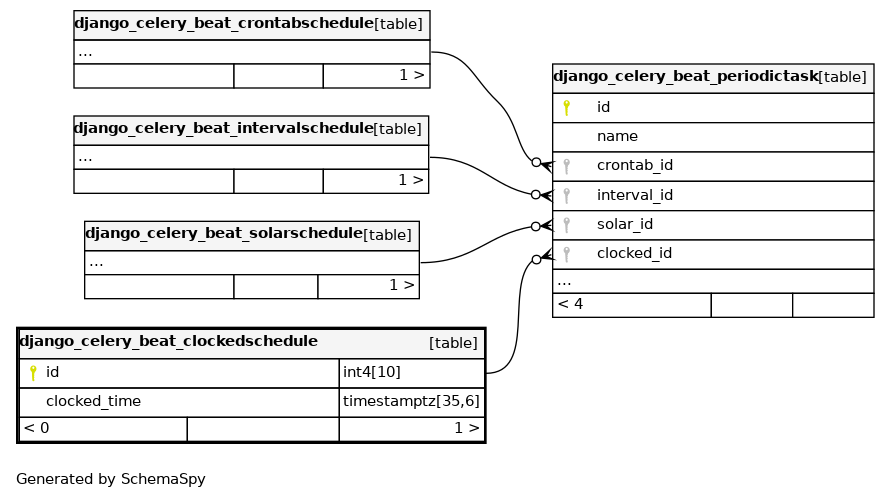 django_celery_beat_crontabschedule [table]
...
1 >
django_celery_beat_intervalschedule [table]
...
1 >
django_celery_beat_solarschedule [table]
...
1 >
django_celery_beat_clockedschedule [table]
id int4[10]
clocked_time timestamptz[35,6]
< 0 1 >
django_celery_beat_periodictask [table]
id
name
crontab_id
interval_id
solar_id
clocked_id
...
< 4
Generated by SchemaSpy